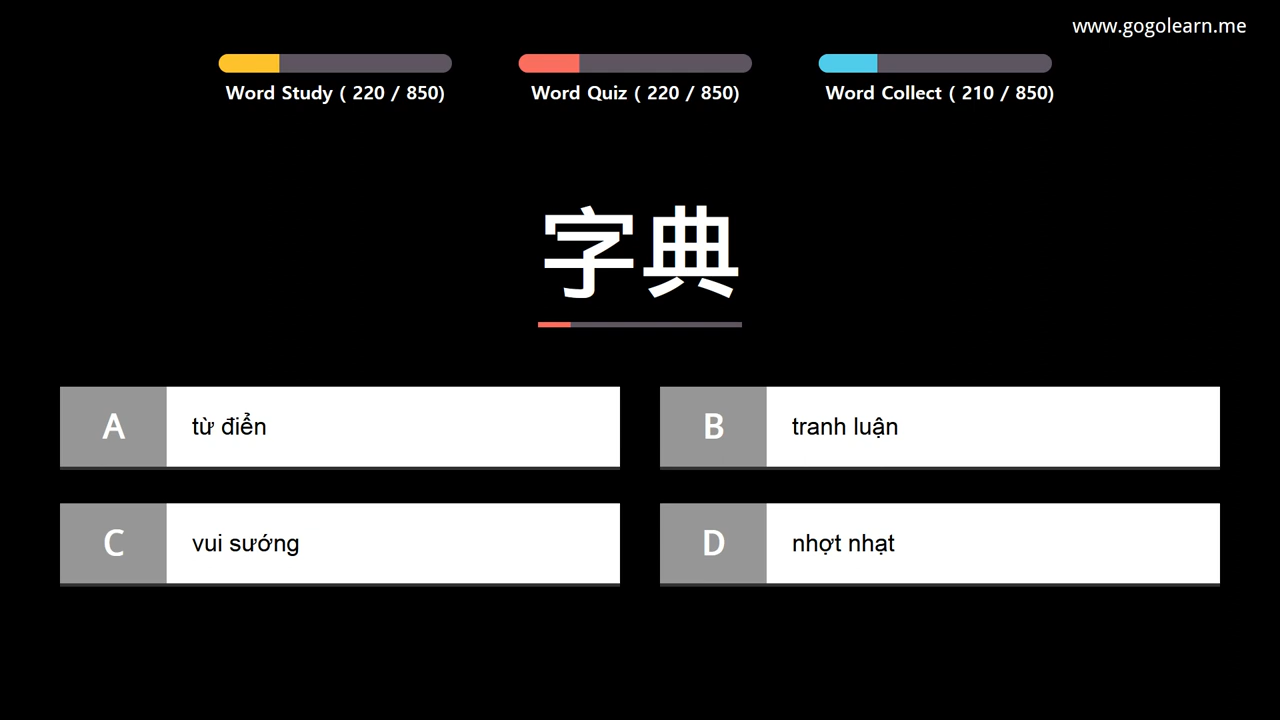 www.gogolearn.me
Word Study ( 220 / 850)
Word Quiz ( 220 / 850)
Word Collect ( 210 / 850)
字典
A
từ điển
B
tranh luận
C
vui sướng
D
nhợt nhạt